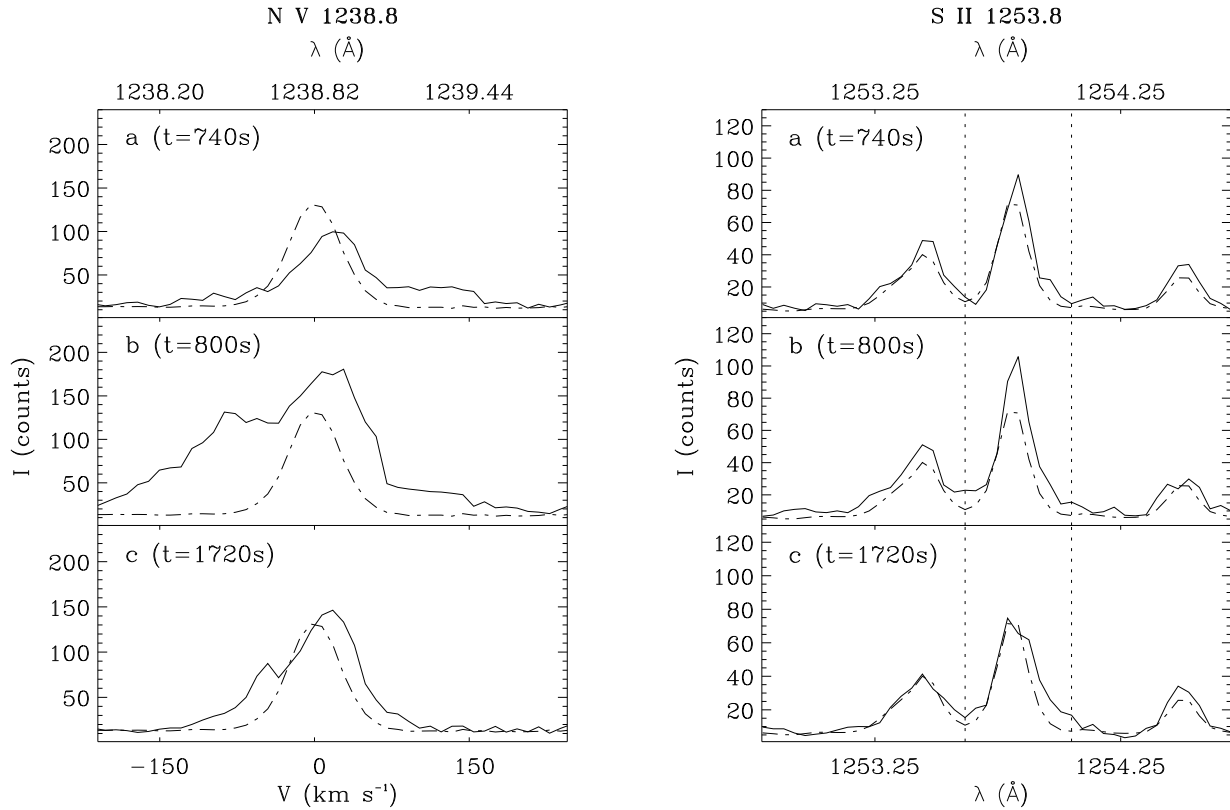 N V 1238.8
λ (Å)
1238.20 1238.82 1239.44
a (t=740s)
200
150
100
50
b (t=800s)
200
150
100
50
c (t=1720s)
200
150
100
50
I (counts)
−150 0 150
V (km s⁻¹)
S II 1253.8
λ (Å)
1253.25 1254.25
a (t=740s)
120
100
80
60
40
20
b (t=800s)
120
100
80
60
40
20
c (t=1720s)
120
100
80
60
40
20
I (counts)
1253.25 1254.25
λ (Å)